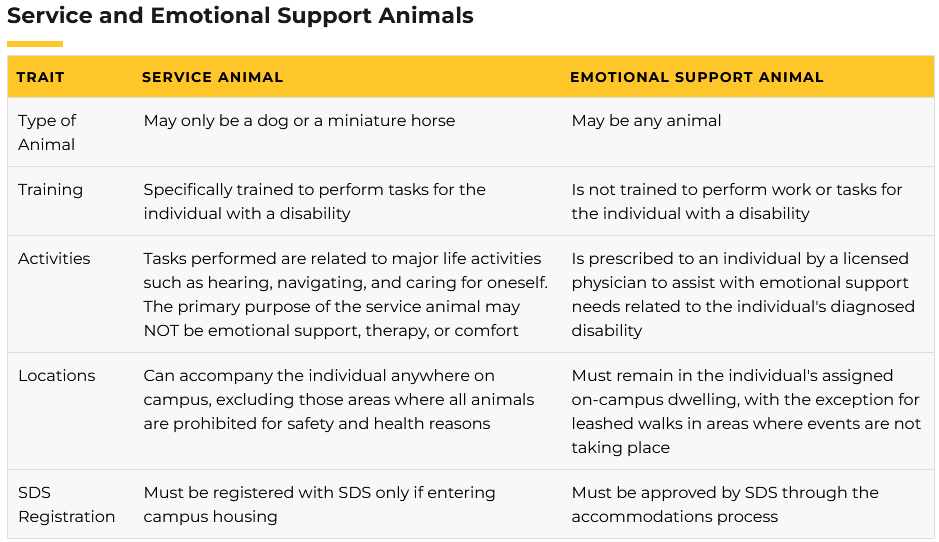 Service and Emotional Support Animals
TRAIT SERVICE ANIMAL EMOTIONAL SUPPORT ANIMAL
Type of
Animal
May only be a dog or a miniature horse
May be any animal
Training
Specifically trained to perform tasks for the
individual with a disability
Is not trained to perform work or tasks for
the individual with a disability
Activities
Tasks performed are related to major life activities
such as hearing, navigating, and caring for oneself.
The primary purpose of the service animal may
NOT be emotional support, therapy, or comfort
Is prescribed to an individual by a licensed
physician to assist with emotional support
needs related to the individual's diagnosed
disability
Locations
Can accompany the individual anywhere on
campus, excluding those areas where all animals
are prohibited for safety and health reasons
Must remain in the individual's assigned
on-campus dwelling, with the exception for
leashed walks in areas where events are not
taking place
SDS
Registration
Must be registered with SDS only if entering
campus housing
Must be approved by SDS through the
accommodations process